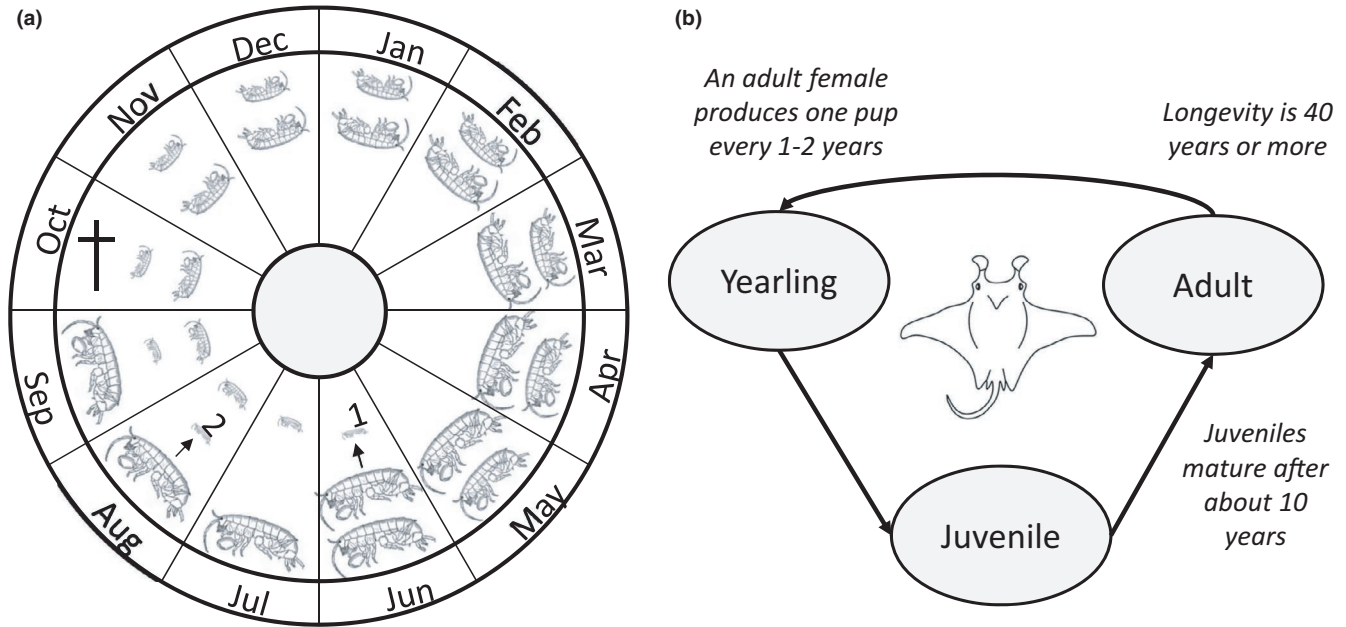 (a)
Jan
Feb
Mar
Apr
May
Jun
Jul
Aug
Sep
Oct
Nov
Dec
1
2
(b)
An adult female
produces one pup
every 1-2 years
Longevity is 40
years or more
Yearling
Adult
Juveniles
mature after
about 10
years
Juvenile